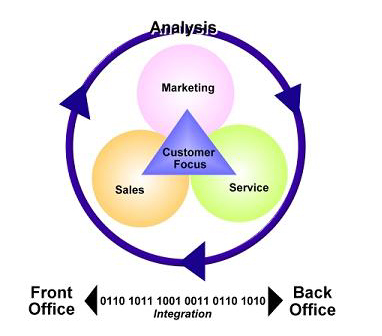 Analysis
Marketing
Customer
Focus
Sales
Service
Front
Office
0110 1011 1001 0011 0110 1010
Integration
Back
Office